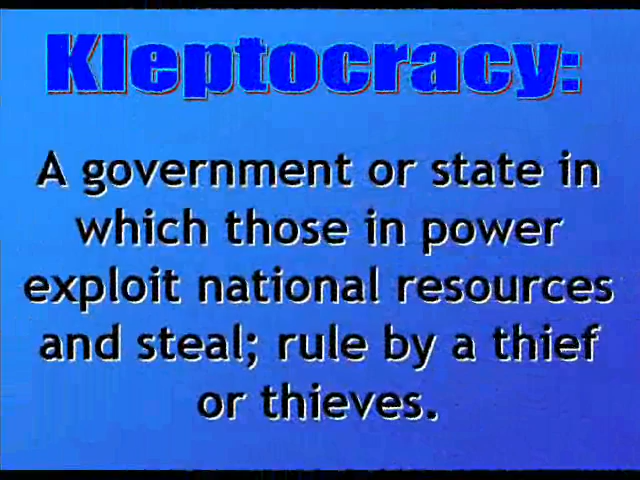 Kleptocracy:
A government or state in
which those in power
exploit national resources
and steal; rule by a thief
or thieves.